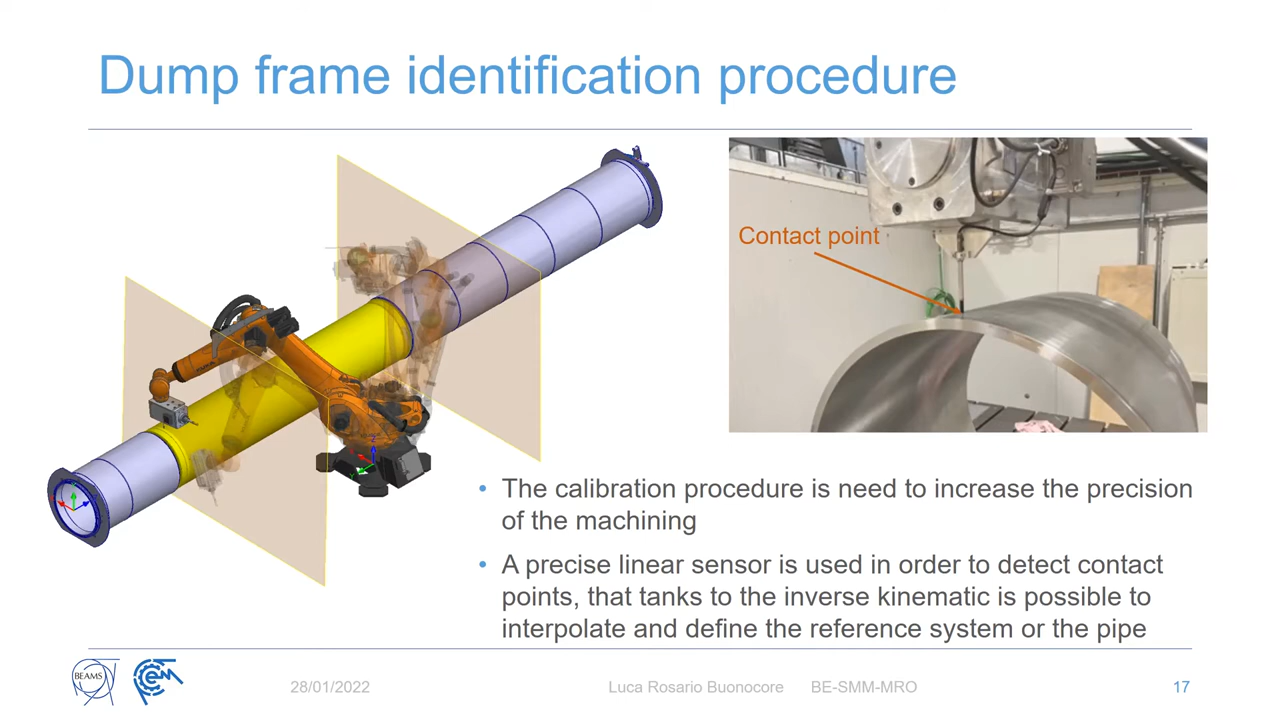 Dump frame identification procedure
Contact point
• The calibration procedure is need to increase the precision
of the machining
• A precise linear sensor is used in order to detect contact
points, that tanks to the inverse kinematic is possible to
interpolate and define the reference system or the pipe
BEAMS
28/01/2022
Luca Rosario Buonocore
BE-SMM-MRO
17